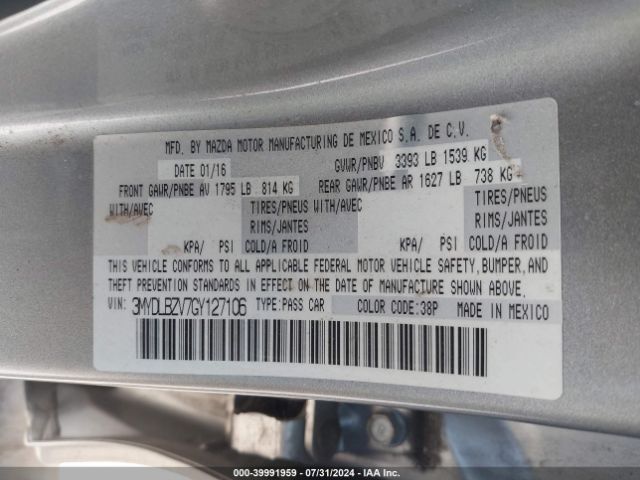 MFD. BY MAZDA MOTOR MANUFACTURING DE MEXICO S.A. DE C.V.
DATE 01/16 GVWR/PNBV 3393 LB 1539 KG
FRONT GAWR/PNBE AV 1795 LB 814 KG REAR GAWR/PNBE AR 1627 LB 738 KG
WITH/AVEC TIRES/PNEUS WITH/AVEC TIRES/PNEUS
RIMS/JANTES RIMS/JANTES
KPA/ PSI COLD/A FROID KPA/ PSI COLD/A FROID
THIS VEHICLE CONFORMS TO ALL APPLICABLE FEDERAL MOTOR VEHICLE SAFETY, BUMPER, AND
THEFT PREVENTION STANDARDS IN EFFECT ON THE DATE OF MANUFACTURE SHOWN ABOVE.
VIN: 3MYDLBZV7GY127106 TYPE:PASS CAR COLOR CODE:38P MADE IN MEXICO
000-39991959 • 07/31/2024 • IAA Inc.